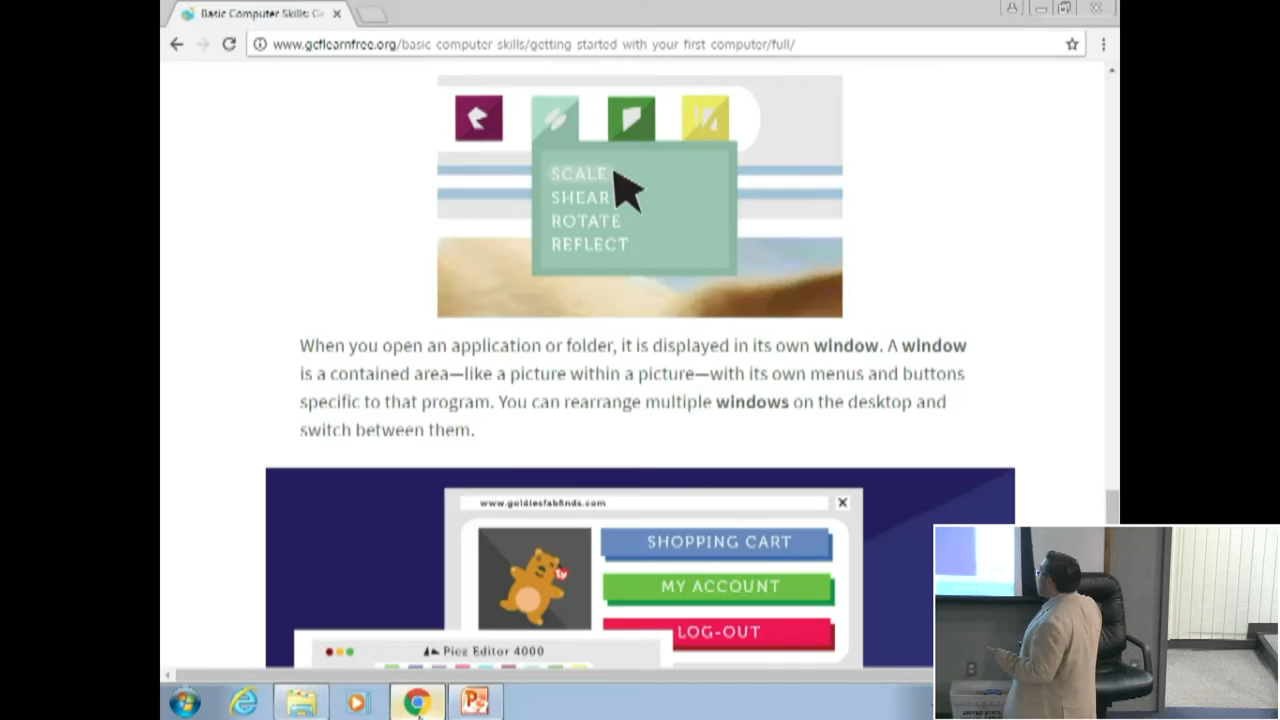 Basic Computer Skills: Ge
www.gcflearnfree.org/basic computer skills/getting started with your first computer/full/
SCALE
SHEAR
ROTATE
REFLECT
When you open an application or folder, it is displayed in its own window. A window
is a contained area—like a picture within a picture—with its own menus and buttons
specific to that program. You can rearrange multiple windows on the desktop and
switch between them.
www.goldiesfabfinds.com
SHOPPING CART
MY ACCOUNT
LOG-OUT
Picz Editor 4000